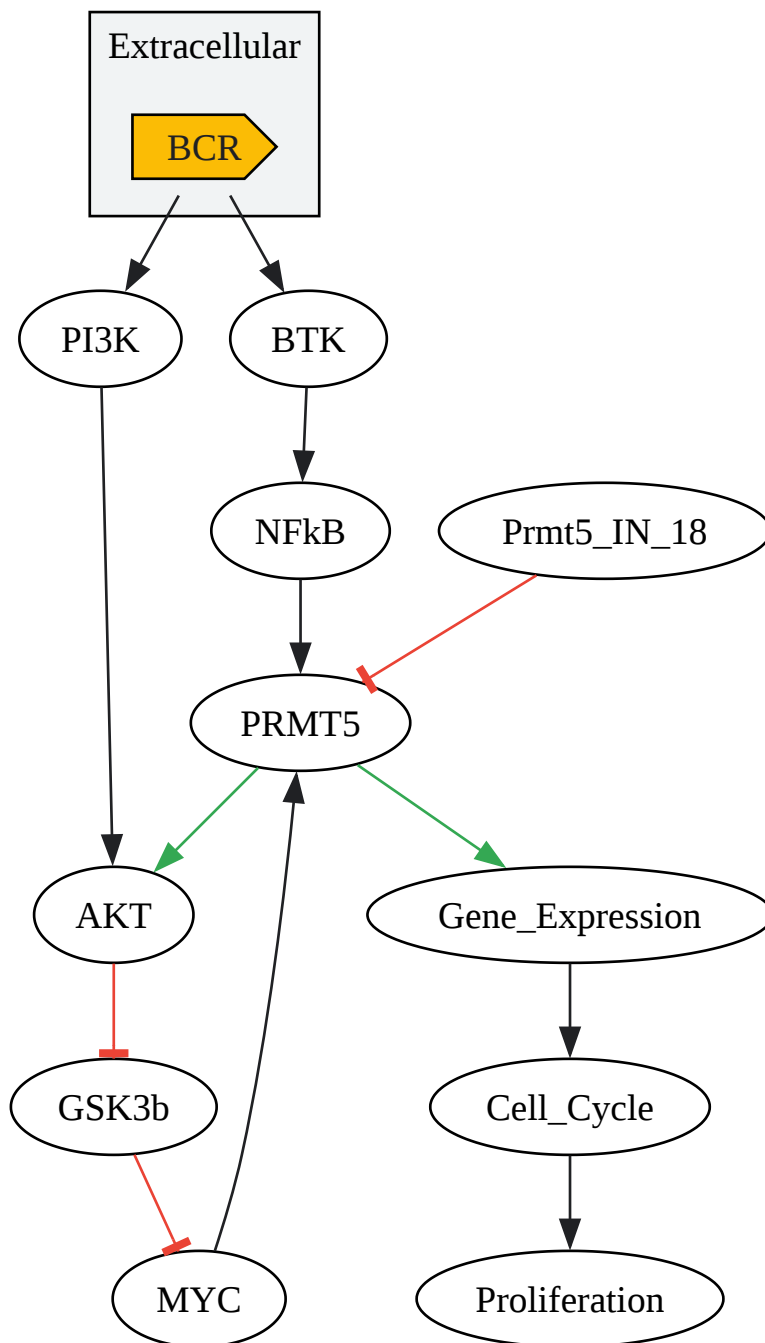 Extracellular
BCR
PI3K
BTK
NFkB
Prmt5_IN_18
PRMT5
AKT
Gene_Expression
GSK3b
Cell_Cycle
MYC
Proliferation